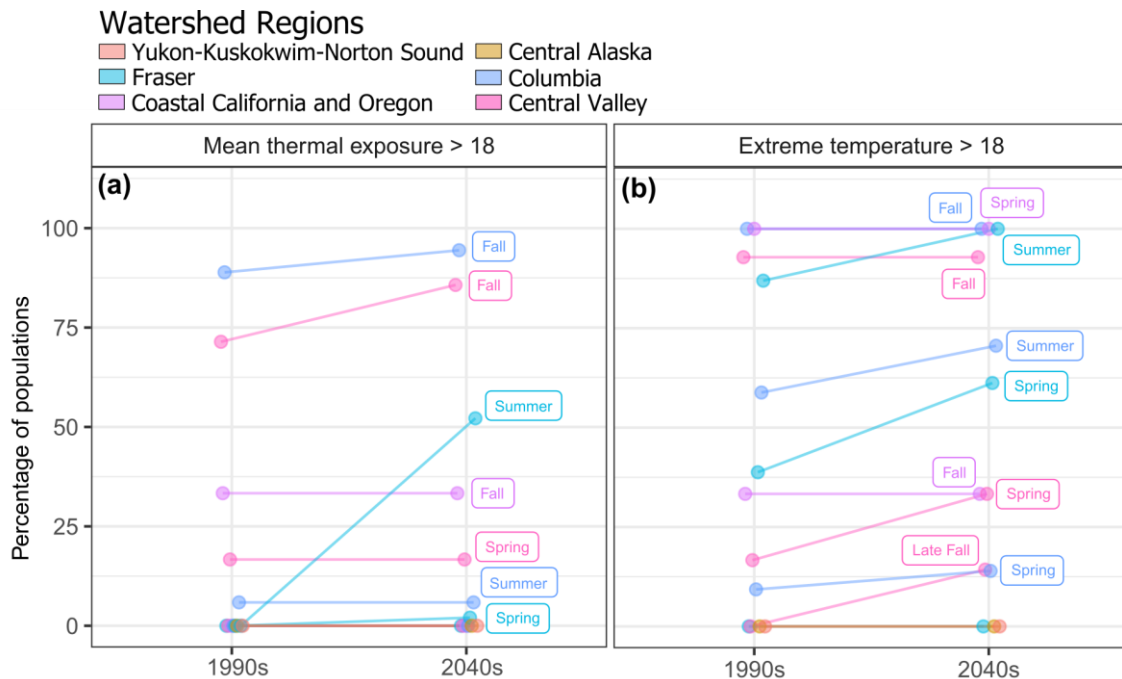 Watershed Regions
Yukon-Kuskokwim-Norton Sound
Central Alaska
Fraser
Columbia
Coastal California and Oregon
Central Valley
Mean thermal exposure > 18
Extreme temperature > 18
(a)
(b)
Percentage of populations
100
75
50
25
0
Fall
Fall
Summer
Fall
Spring
Summer
Spring
Fall
Spring
Summer
Fall
Summer
Spring
Fall
Spring
Late Fall
Spring
1990s
2040s
1990s
2040s